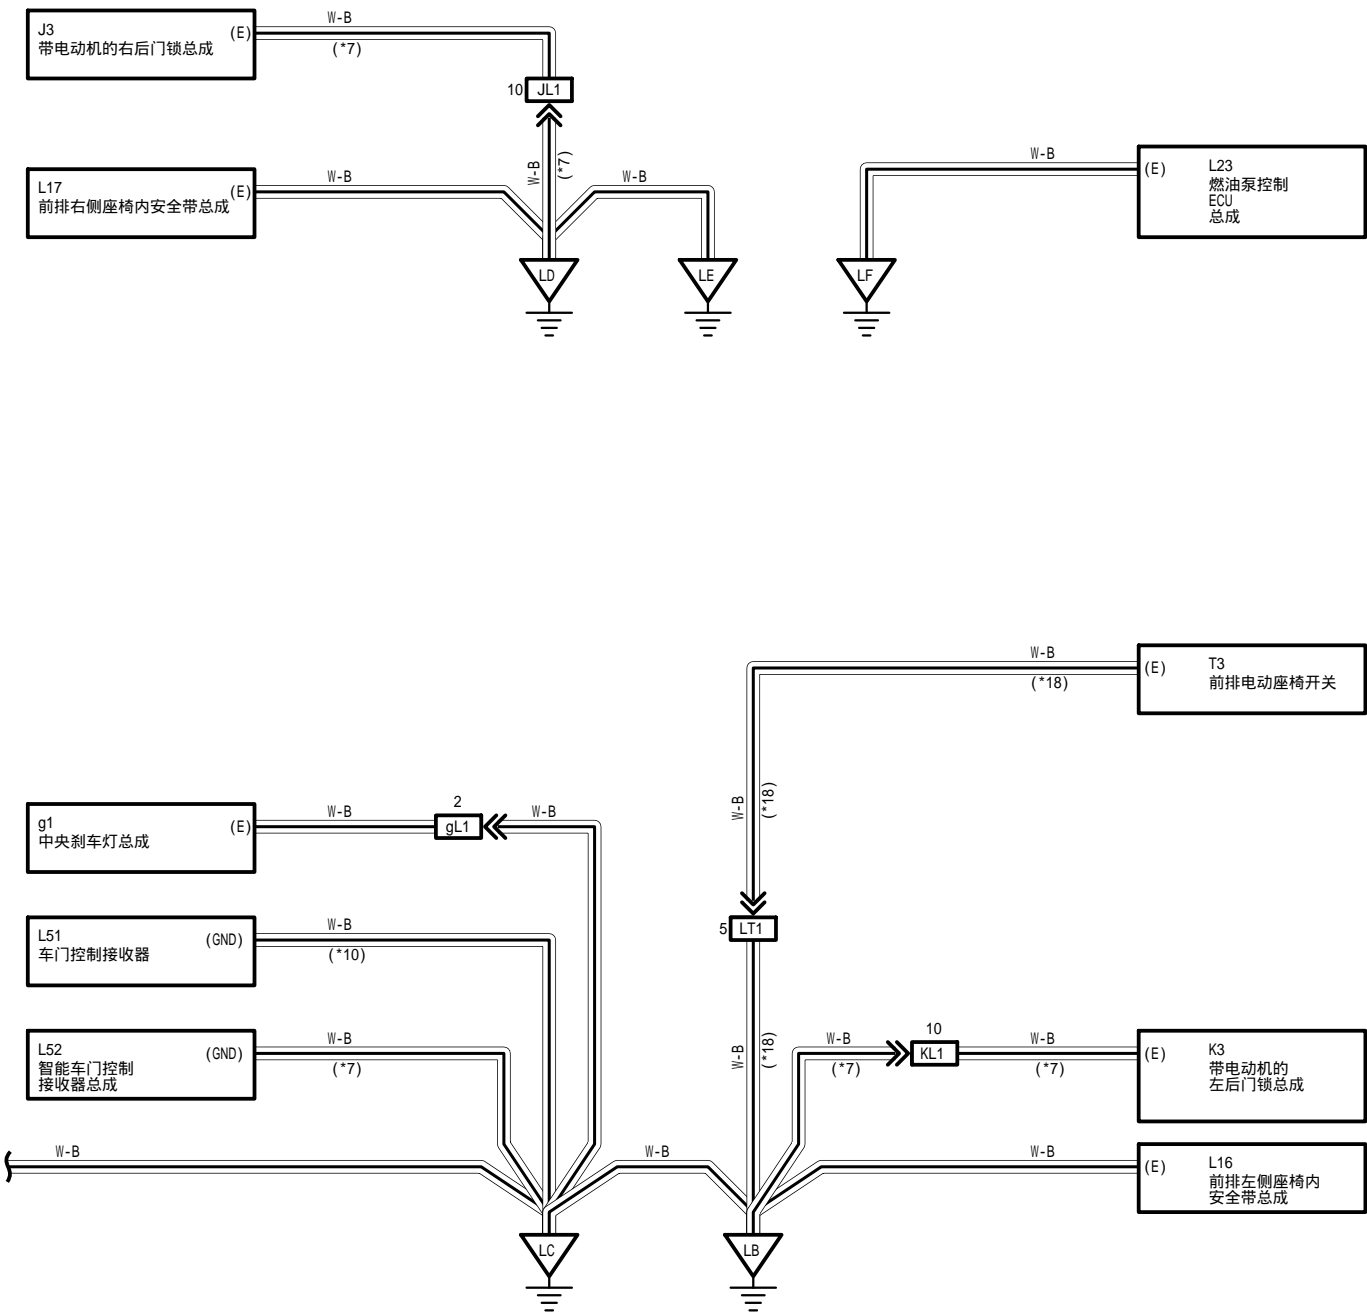 W-B
J3
(E)
带电动机的右后门锁总成
(*7)
10
JL1
W-B
(*7)
L17
(E)
前排右侧座椅内安全带总成
W-B
W-B
LD
LE
W-B
(E)
L23
燃油泵控制
ECU
总成
LF
W-B
(*18)
(E)
T3
前排电动座椅开关
W-B
(*18)
g1
(E)
中央刹车灯总成
W-B
2
gL1
W-B
L51
(GND)
车门控制接收器
W-B
(*10)
5
LT1
L52
(GND)
智能车门控制
接收器总成
W-B
(*7)
W-B
(*18)
W-B
(*7)
10
KL1
W-B
(*7)
(E)
K3
带电动机的
左后门锁总成
W-B
W-B
W-B
(E)
L16
前排左侧座椅内
安全带总成
LC
LB